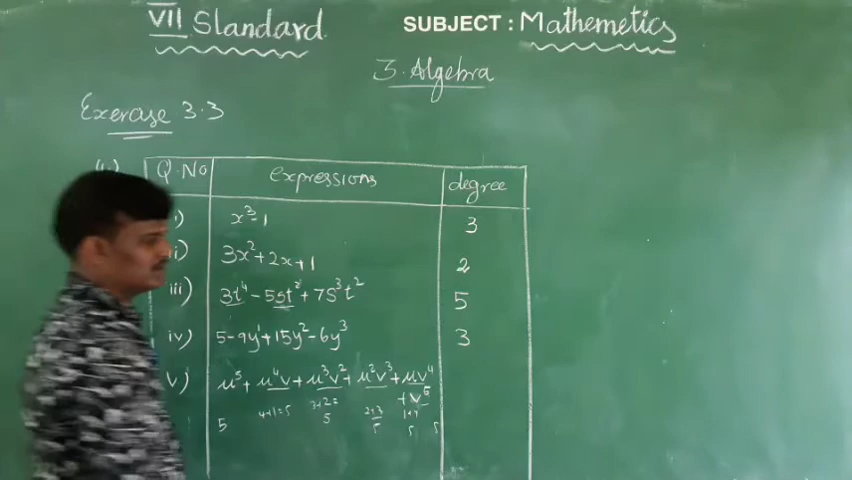 VII Standard SUBJECT : Mathemetics
3. Algebra
Exercise 3.3
Q.No expressions degree
i) x³-1 3
ii) 3x²+2x+1 2
iii) 3t⁴ - 5st² + 7s³t² 5
iv) 5-9y¹+15y²-6y³ 3
v) u⁵ + u⁴v + u³v² + u²v³ + uv⁴
+v⁵
4+1=5 3+2= 2+3 1+4
5 5 5 5 5